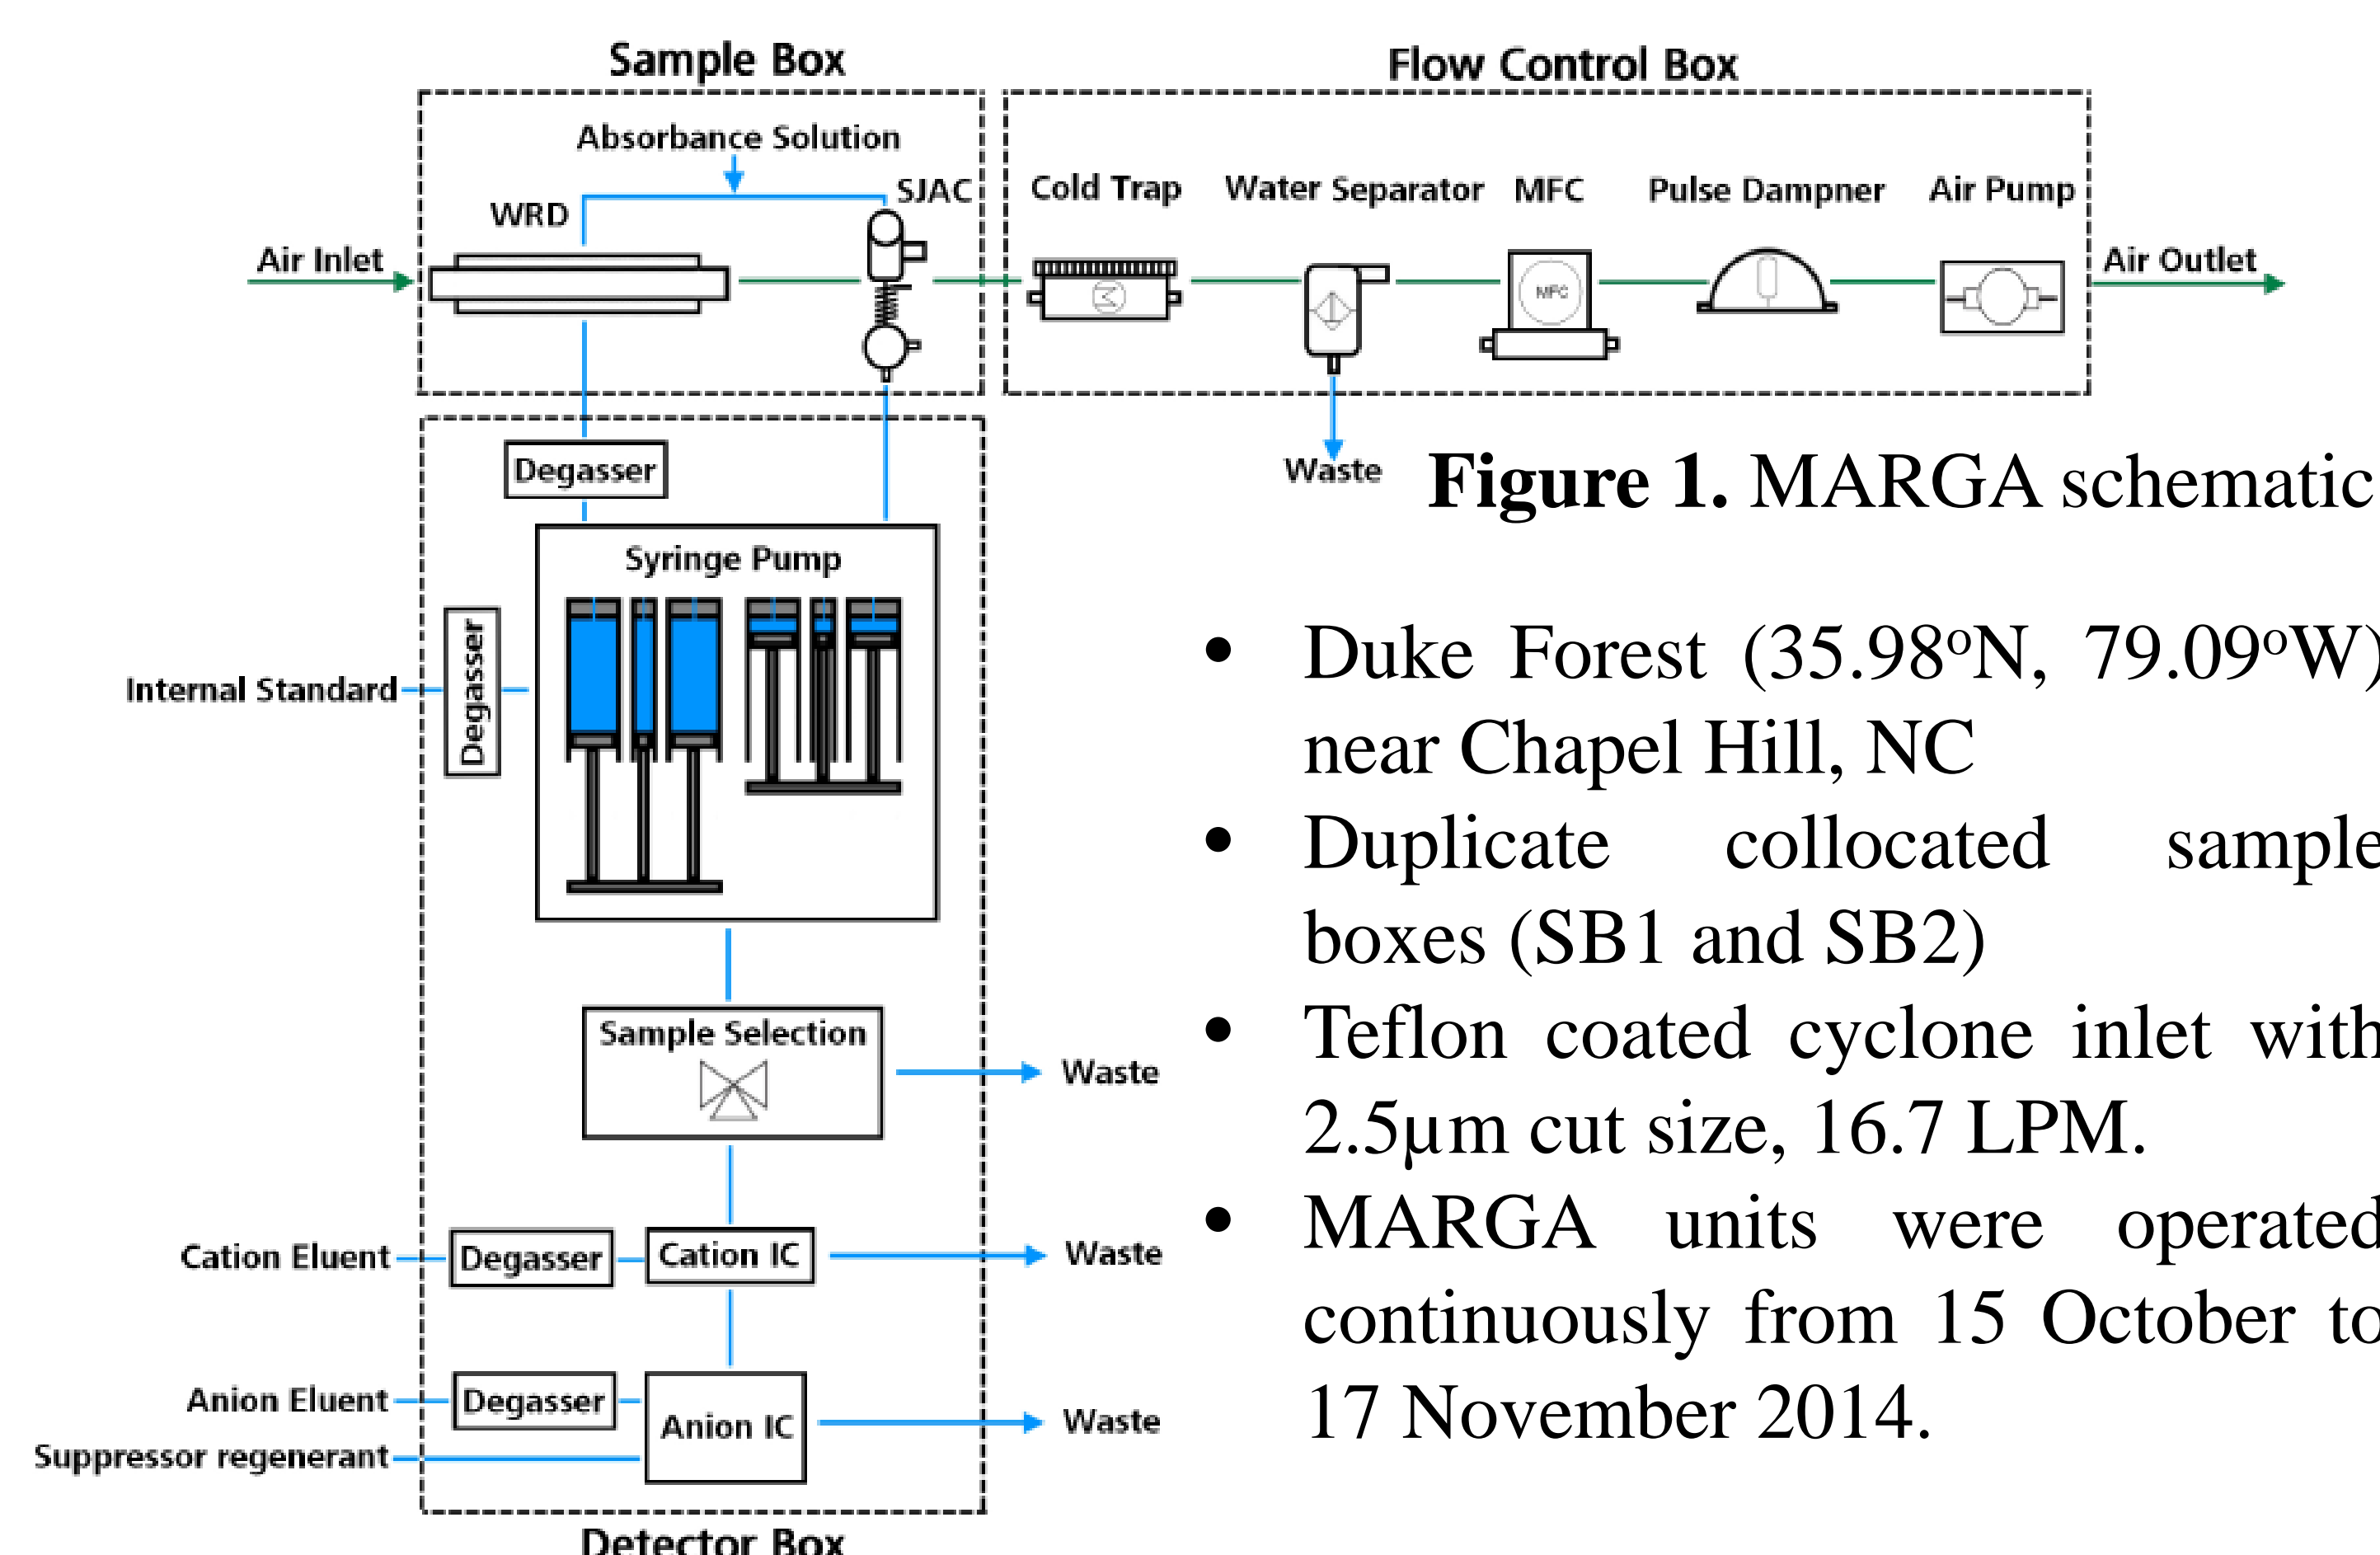 Sample Box
Flow Control Box
Absorbance Solution
WRD
SJAC
Cold Trap
Water Separator
MFC
Pulse Dampner
Air Pump
Air Inlet
MFC
Air Outlet
Degasser
Waste
Figure 1. MARGA schematic
Syringe Pump
Internal Standard
Degasser
Sample Selection
Waste
Cation Eluent
Degasser
Cation IC
Waste
Anion Eluent
Degasser
Anion IC
Waste
Suppressor regenerant
Detector Box
• Duke Forest (35.98ºN, 79.09ºW)
near Chapel Hill, NC
• Duplicate collocated sample
boxes (SB1 and SB2)
• Teflon coated cyclone inlet with
2.5µm cut size, 16.7 LPM.
• MARGA units were operated
continuously from 15 October to
17 November 2014.